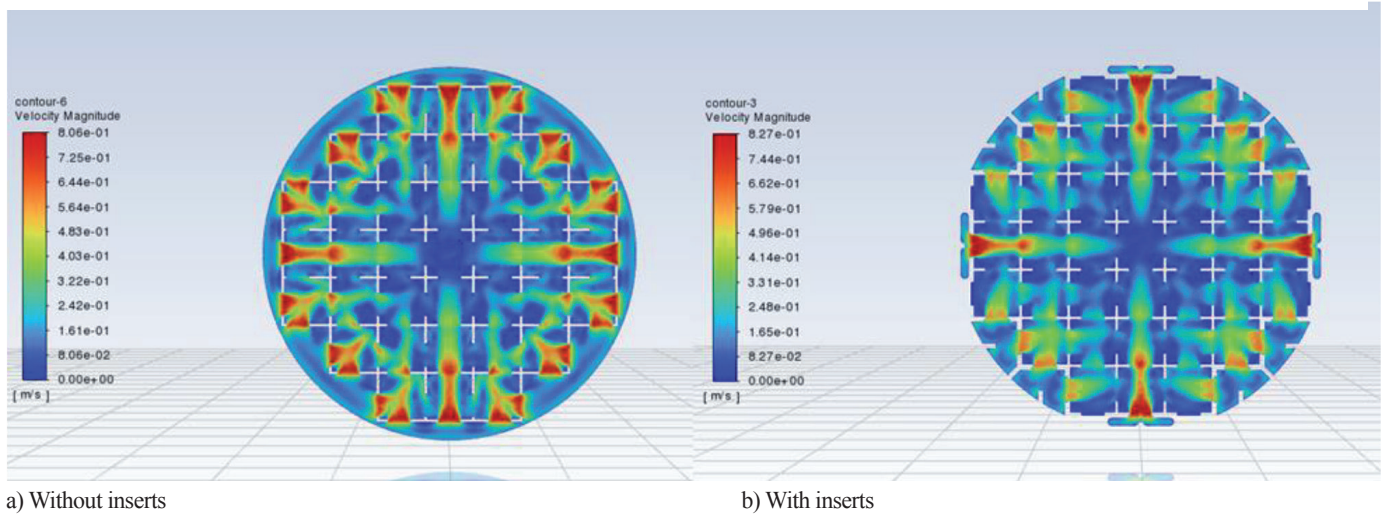 contour-6
Velocity Magnitude
8.06e-01
7.25e-01
6.44e-01
5.64e-01
4.83e-01
4.03e-01
3.22e-01
2.42e-01
1.61e-01
8.06e-02
0.00e+00
[ m/s ]
contour-3
Velocity Magnitude
8.27e-01
7.44e-01
6.62e-01
5.79e-01
4.96e-01
4.14e-01
3.31e-01
2.48e-01
1.65e-01
8.27e-02
0.00e+00
[ m/s ]
a) Without inserts
b) With inserts